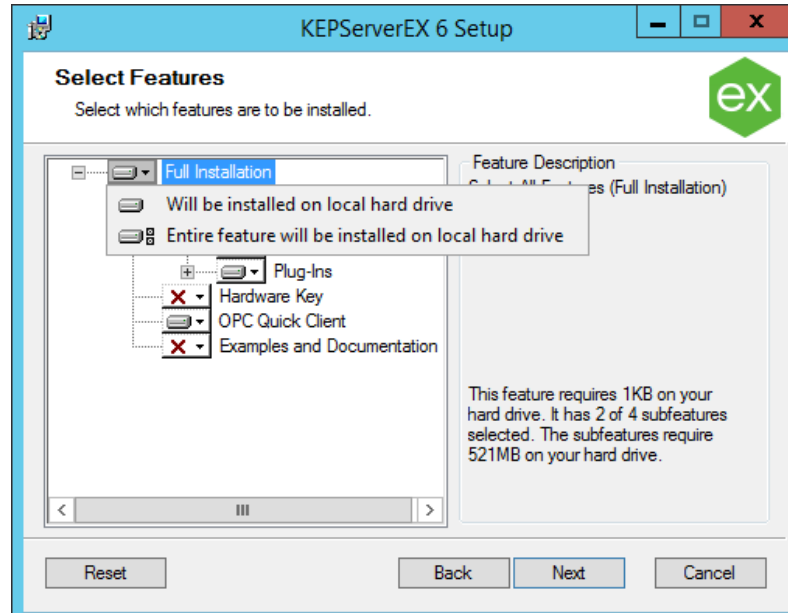 KEPServerEX 6 Setup
Select Features
Select which features are to be installed.
ex
Full Installation
Will be installed on local hard drive
Entire feature will be installed on local hard drive
Plug-Ins
Hardware Key
OPC Quick Client
Examples and Documentation
Feature Description
(Full Installation)
This feature requires 1KB on your
hard drive. It has 2 of 4 subfeatures
selected. The subfeatures require
521MB on your hard drive.
Reset
Back
Next
Cancel